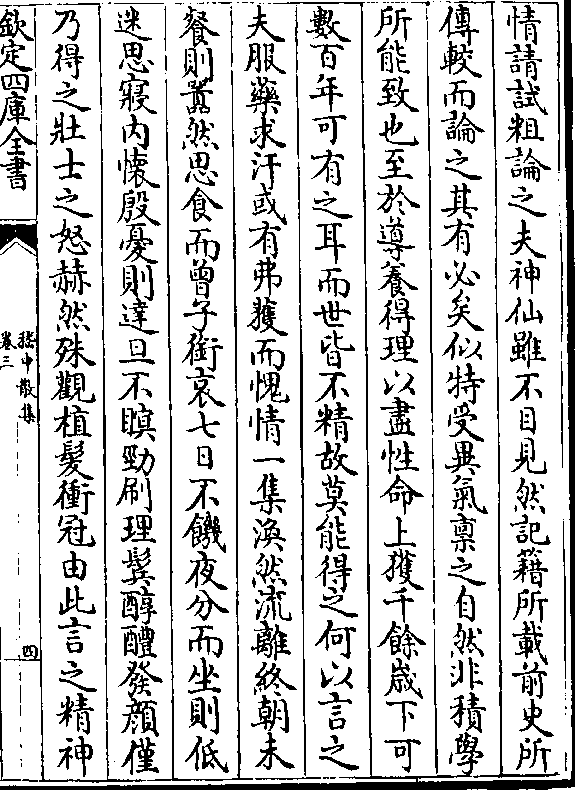 情請試粗論之夫神仙雖不目見然記籍所載前史所
傳較而論之其有必矣似特受異氣禀之自然非積學
所能致也至於導養得理以盡性命上獲千餘歲下可
數百年可有之耳而世皆不精故莫能得之何以言之
夫服藥求汗或有弗獲而愧情一集渙然流離終朝未
餐則囂然思食而曾子銜哀七日不饑夜分而坐則低
迷思寢內懷殷憂則達旦不瞑勁刷理鬢醇醴發顔僅
乃得之壯士之怒赫然殊觀植髮衝冠由此言之精神
欽定四庫全書
嵇中散集
卷三
四